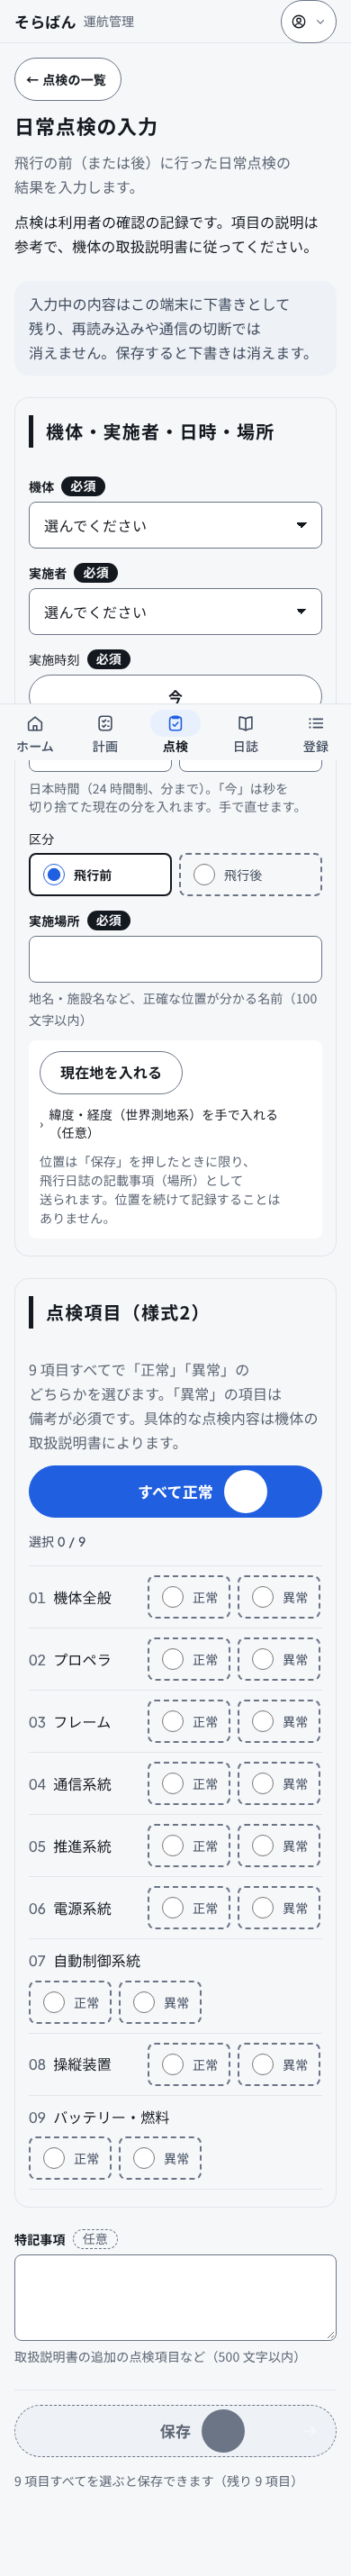 そらばん 運航管理
← 点検の一覧
日常点検の入力
飛行の前（または後）に行った日常点検の
結果を入力します。
点検は利用者の確認の記録です。項目の説明は
参考で、機体の取扱説明書に従ってください。
入力中の内容はこの端末に下書きとして
残り、再読み込みや通信の切断では
消えません。保存すると下書きは消えます。
機体・実施者・日時・場所
機体 必須
選んでください
実施者 必須
選んでください
実施時刻 必須
今
ホーム 計画 点検 日誌 登録
日本時間（24 時間制、分まで）。「今」は秒を
切り捨てた現在の分を入れます。手で直せます。
区分
飛行前 飛行後
実施場所 必須
地名・施設名など、正確な位置が分かる名前（100
文字以内）
現在地を入れる
› 緯度・経度（世界測地系）を手で入れる
（任意）
位置は「保存」を押したときに限り、
飛行日誌の記載事項（場所）として
送られます。位置を続けて記録することは
ありません。
点検項目（様式2）
9 項目すべてで「正常」「異常」の
どちらかを選びます。「異常」の項目は
備考が必須です。具体的な点検内容は機体の
取扱説明書によります。
すべて正常
選択 0 / 9
01 機体全般 正常 異常
02 プロペラ 正常 異常
03 フレーム 正常 異常
04 通信系統 正常 異常
05 推進系統 正常 異常
06 電源系統 正常 異常
07 自動制御系統
正常 異常
08 操縦装置 正常 異常
09 バッテリー・燃料
正常 異常
特記事項 任意
取扱説明書の追加の点検項目など（500 文字以内）
保存 →
9 項目すべてを選ぶと保存できます（残り 9 項目）